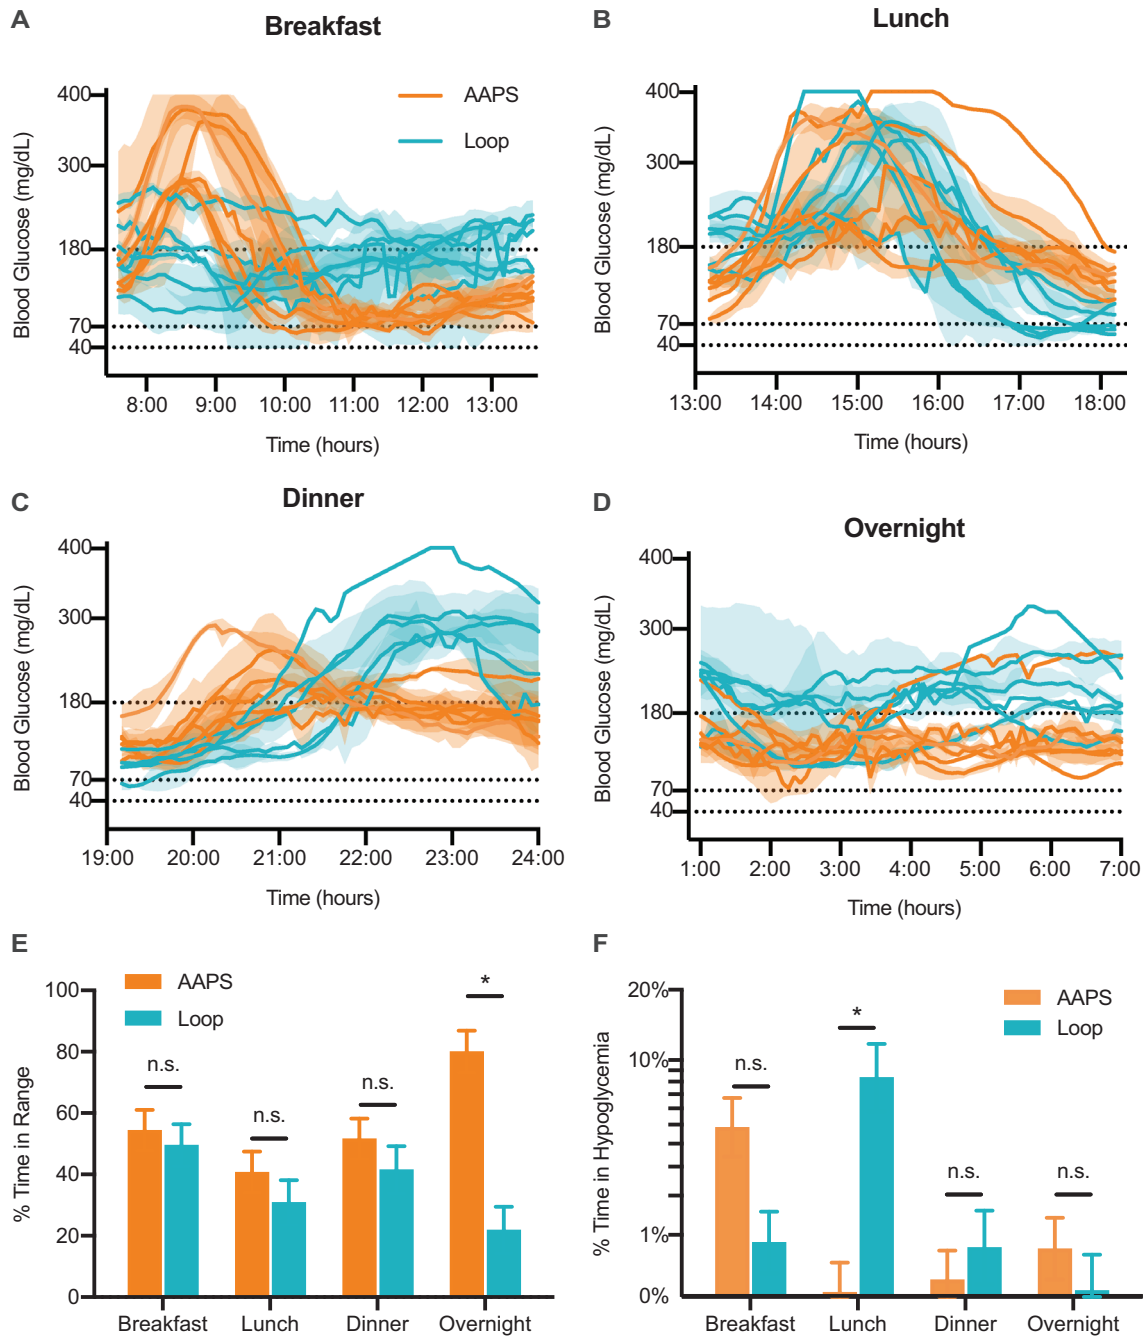 A
Breakfast
400
300
180
70
40
Blood Glucose (mg/dL)
AAPS
Loop
8:00 9:00 10:00 11:00 12:00 13:00
Time (hours)
B
Lunch
400
300
180
70
40
Blood Glucose (mg/dL)
13:00 14:00 15:00 16:00 17:00 18:00
Time (hours)
C
Dinner
400
300
180
70
40
Blood Glucose (mg/dL)
19:00 20:00 21:00 22:00 23:00 24:00
Time (hours)
D
Overnight
400
300
180
70
40
Blood Glucose (mg/dL)
1:00 2:00 3:00 4:00 5:00 6:00 7:00
Time (hours)
E
AAPS
Loop
100
80
60
40
20
0
% Time in Range
n.s.
n.s.
n.s.
*
Breakfast Lunch Dinner Overnight
F
AAPS
Loop
20%
10%
1%
0%
% Time in Hypoglycemia
n.s.
*
n.s.
n.s.
Breakfast Lunch Dinner Overnight